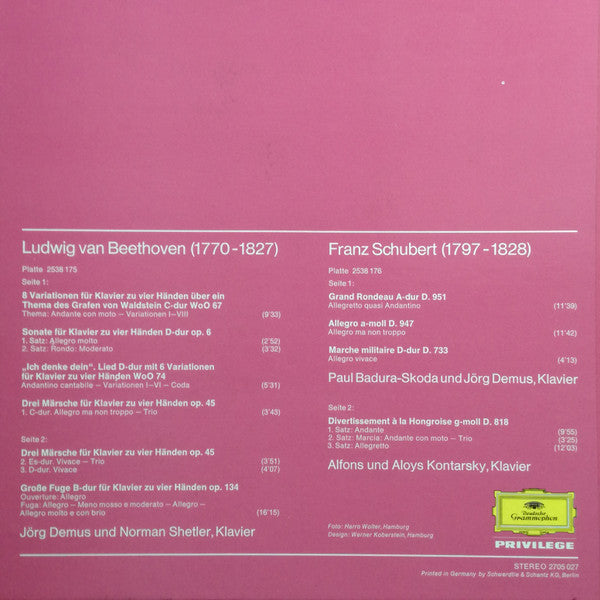 Ludwig van Beethoven (1770-1827)
Platte 2538 175
Seite 1:
8 Variationen für Klavier zu vier Händen über ein
Thema des Grafen von Waldstein C-dur WoO 67
Thema: Andante con moto – Variationen I–VIII (9'33)
Sonate für Klavier zu vier Händen D-dur op. 6
1. Satz: Allegro molto (2'52)
2. Satz: Rondo: Moderato (3'32)
„Ich denke dein“. Lied D-dur mit 6 Variationen
für Klavier zu vier Händen WoO 74
Andantino cantabile – Variationen I–VI – Coda (5'31)
Drei Märsche für Klavier zu vier Händen op. 45
1. C-dur. Allegro ma non troppo – Trio (3'43)
Seite 2:
Drei Märsche für Klavier zu vier Händen op. 45
2. Es-dur. Vivace – Trio (3'51)
3. D-dur. Vivace (4'07)
Große Fuge B-dur für Klavier zu vier Händen op. 134
Ouverture: Allegro
Fuga: Allegro – Meno mosso e moderato – Allegro –
Allegro molto e con brio (16'15)
Jörg Demus und Norman Shetler, Klavier
Franz Schubert (1797-1828)
Platte 2538 176
Seite 1:
Grand Rondeau A-dur D. 951
Allegretto quasi Andantino (11'39)
Allegro a-moll D. 947
Allegro ma non troppo (11'42)
Marche militaire D-dur D. 733
Allegro vivace (4'13)
Paul Badura-Skoda und Jörg Demus, Klavier
Seite 2:
Divertissement à la Hongroise g-moll D. 818
1. Satz: Andante (9'55)
2. Satz: Marcia: Andante con moto – Trio (3'25)
3. Satz: Allegretto (12'03)
Alfons und Aloys Kontarsky, Klavier
Foto: Harro Wolter, Hamburg
Design: Werner Koberstein, Hamburg
Deutsche
Grammophon
PRIVILEGE
STEREO 2705 027
Printed in Germany by Schwerdtle & Schantz KG, Berlin